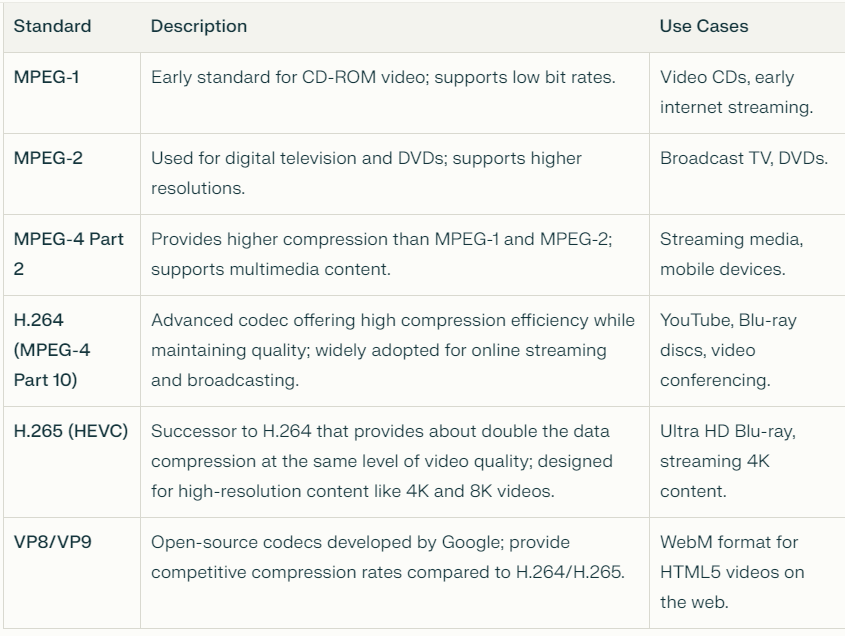 Standard Description Use Cases
MPEG-1 Early standard for CD-ROM video; supports low bit rates. Video CDs, early
internet streaming.
MPEG-2 Used for digital television and DVDs; supports higher Broadcast TV, DVDs.
resolutions.
MPEG-4 Part Provides higher compression than MPEG-1 and MPEG-2; Streaming media,
2 supports multimedia content. mobile devices.
H.264 Advanced codec offering high compression efficiency while YouTube, Blu-ray
(MPEG-4 maintaining quality; widely adopted for online streaming discs, video
Part 10) and broadcasting. conferencing.
H.265 (HEVC) Successor to H.264 that provides about double the data Ultra HD Blu-ray,
compression at the same level of video quality; designed streaming 4K
for high-resolution content like 4K and 8K videos. content.
VP8/VP9 Open-source codecs developed by Google; provide WebM format for
competitive compression rates compared to H.264/H.265. HTML5 videos on
the web.